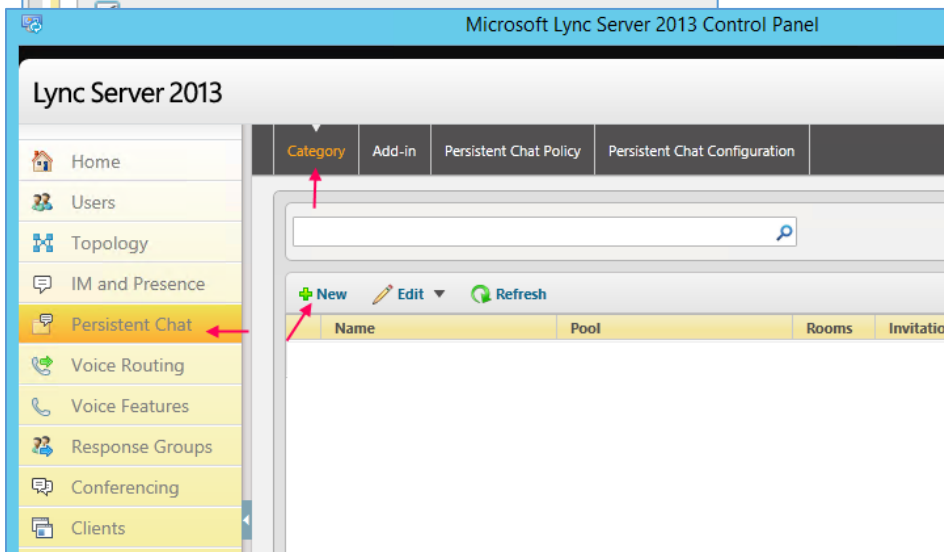 Microsoft Lync Server 2013 Control Panel
Lync Server 2013
Home
Users
Topology
IM and Presence
Persistent Chat
Voice Routing
Voice Features
Response Groups
Conferencing
Clients
Category Add-in Persistent Chat Policy Persistent Chat Configuration
New Edit Refresh
Name Pool Rooms Invitatio